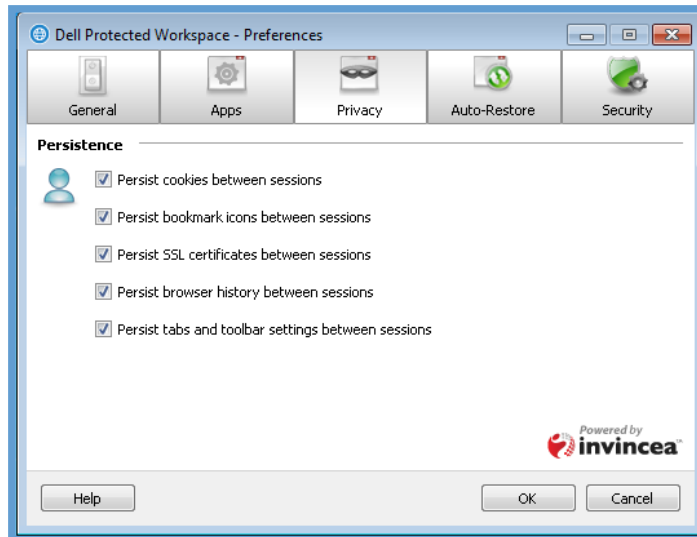 Dell Protected Workspace - Preferences
General Apps Privacy Auto-Restore Security
Persistence
Persist cookies between sessions
Persist bookmark icons between sessions
Persist SSL certificates between sessions
Persist browser history between sessions
Persist tabs and toolbar settings between sessions
Powered by
invincea™
Help OK Cancel